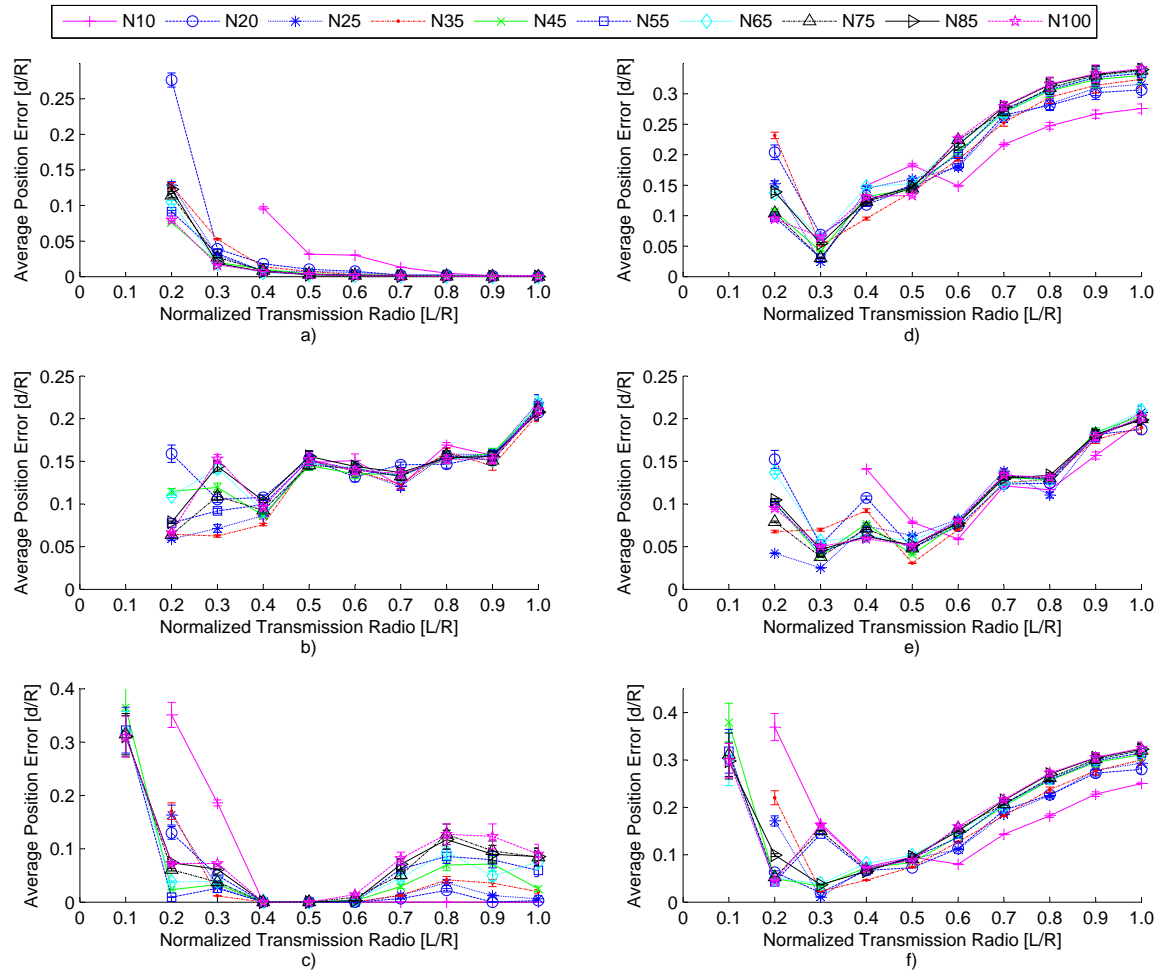 N10 N20 N25 N35 N45 N55 N65 N75 N85 N100
Average Position Error [d/R]
0.25
0.2
0.15
0.1
0.05
0
0 0.1 0.2 0.3 0.4 0.5 0.6 0.7 0.8 0.9 1.0
Normalized Transmission Radio [L/R]
a)
Average Position Error [d/R]
0.3
0.25
0.2
0.15
0.1
0.05
0
0 0.1 0.2 0.3 0.4 0.5 0.6 0.7 0.8 0.9 1.0
Normalized Transmission Radio [L/R]
d)
Average Position Error [d/R]
0.25
0.2
0.15
0.1
0.05
0
0 0.1 0.2 0.3 0.4 0.5 0.6 0.7 0.8 0.9 1.0
Normalized Transmission Radio [L/R]
b)
Average Position Error [d/R]
0.25
0.2
0.15
0.1
0.05
0
0 0.1 0.2 0.3 0.4 0.5 0.6 0.7 0.8 0.9 1.0
Normalized Transmission Radio [L/R]
e)
Average Position Error [d/R]
0.4
0.3
0.2
0.1
0
0 0.1 0.2 0.3 0.4 0.5 0.6 0.7 0.8 0.9 1.0
Normalized Transmission Radio [L/R]
c)
Average Position Error [d/R]
0.4
0.3
0.2
0.1
0
0 0.1 0.2 0.3 0.4 0.5 0.6 0.7 0.8 0.9 1.0
Normalized Transmission Radio [L/R]
f)